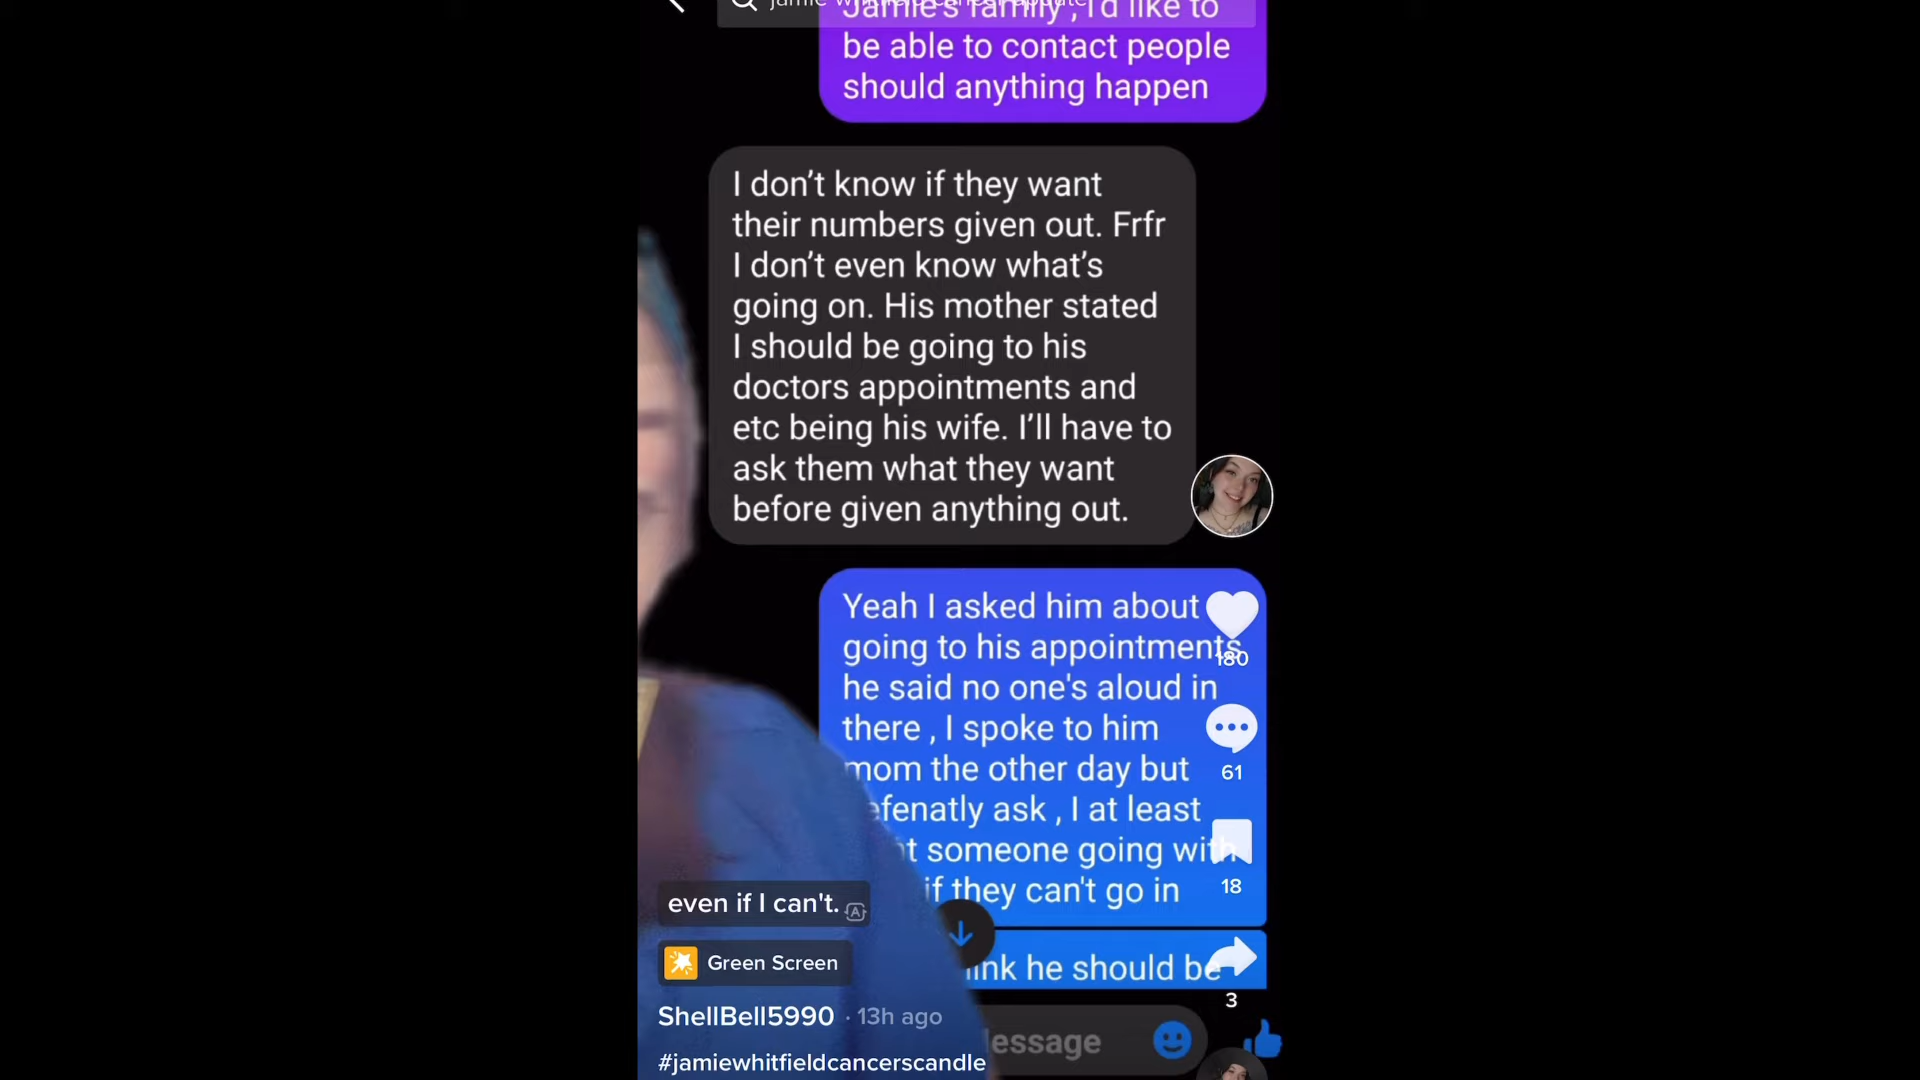 Jamie's family , I'd like to
be able to contact people
should anything happen
I don't know if they want
their numbers given out. Frfr
I don't even know what's
going on. His mother stated
I should be going to his
doctors appointments and
etc being his wife. I'll have to
ask them what they want
before given anything out.
Yeah I asked him about
going to his appointments
he said no one's aloud in
there , I spoke to him
mom the other day but
efenatly ask , I at least
someone going with
if they can't go in
he should be
180
61
18
3
even if I can't.
Green Screen
ShellBell5990 · 13h ago
#jamiewhitfieldcancerscandle
essage